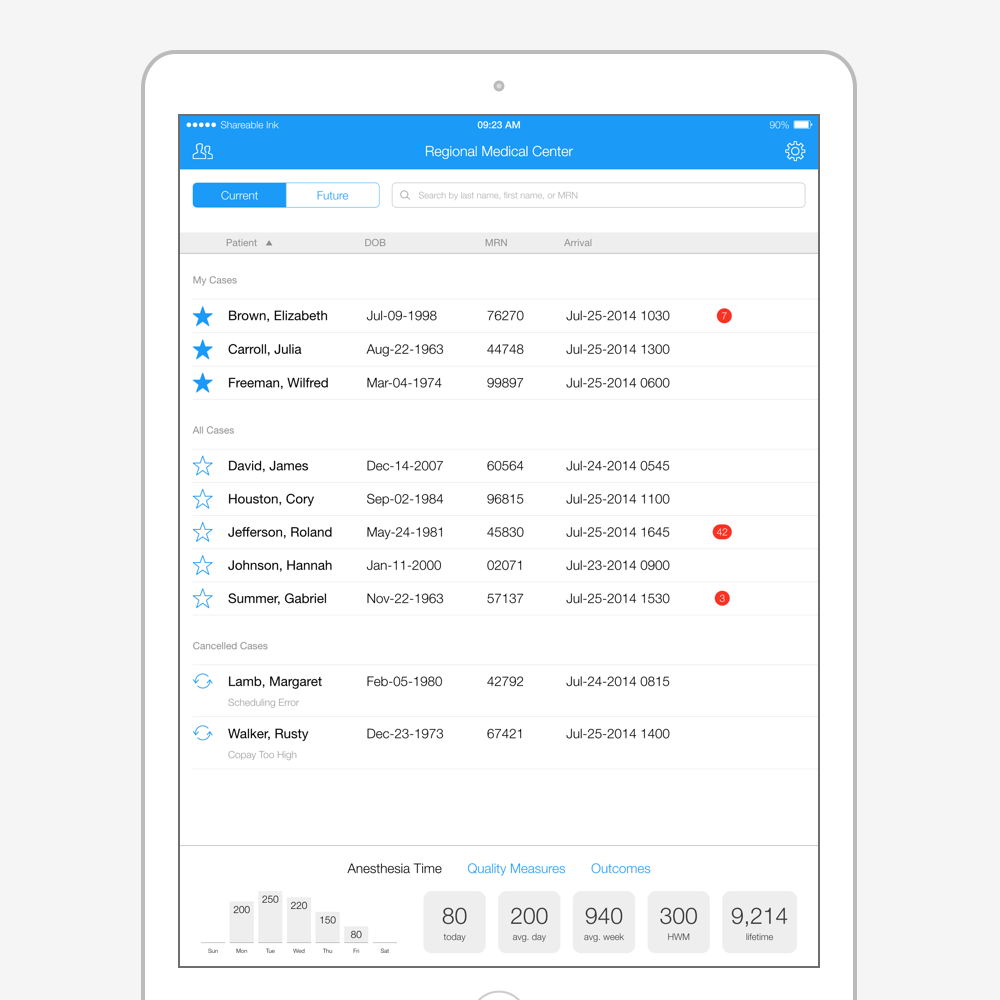 Shareable Ink 09:23 AM 90%
Regional Medical Center
Current Future Search by last name, first name, or MRN
Patient ▲ DOB MRN Arrival
My Cases
Brown, Elizabeth Jul-09-1998 76270 Jul-25-2014 1030 7
Carroll, Julia Aug-22-1963 44748 Jul-25-2014 1300
Freeman, Wilfred Mar-04-1974 99897 Jul-25-2014 0600
All Cases
David, James Dec-14-2007 60564 Jul-24-2014 0545
Houston, Cory Sep-02-1984 96815 Jul-25-2014 1100
Jefferson, Roland May-24-1981 45830 Jul-25-2014 1645 42
Johnson, Hannah Jan-11-2000 02071 Jul-23-2014 0900
Summer, Gabriel Nov-22-1963 57137 Jul-25-2014 1530 3
Cancelled Cases
Lamb, Margaret Feb-05-1980 42792 Jul-24-2014 0815
Scheduling Error
Walker, Rusty Dec-23-1973 67421 Jul-25-2014 1400
Copay Too High
Anesthesia Time Quality Measures Outcomes
200 250 220 150 80
Sun Mon Tue Wed Thu Fri Sat
80 200 940 300 9,214
today avg. day avg. week HWM lifetime